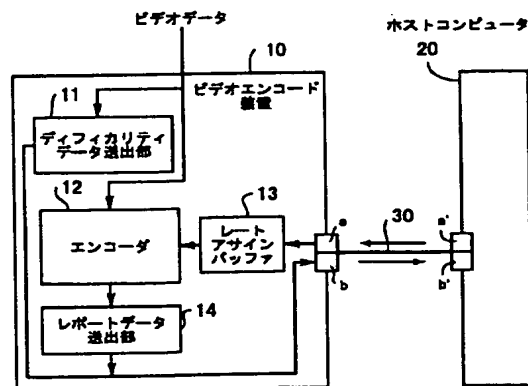 ビデオデータ
ホストコンピュータ
10
20
ビデオエンコード
装置
11
ディフィカリティ
データ送出部
12
エンコーダ
13
レート
アサイン
バッファ
a
b
30
a'
b'
レポートデータ
送出部
14